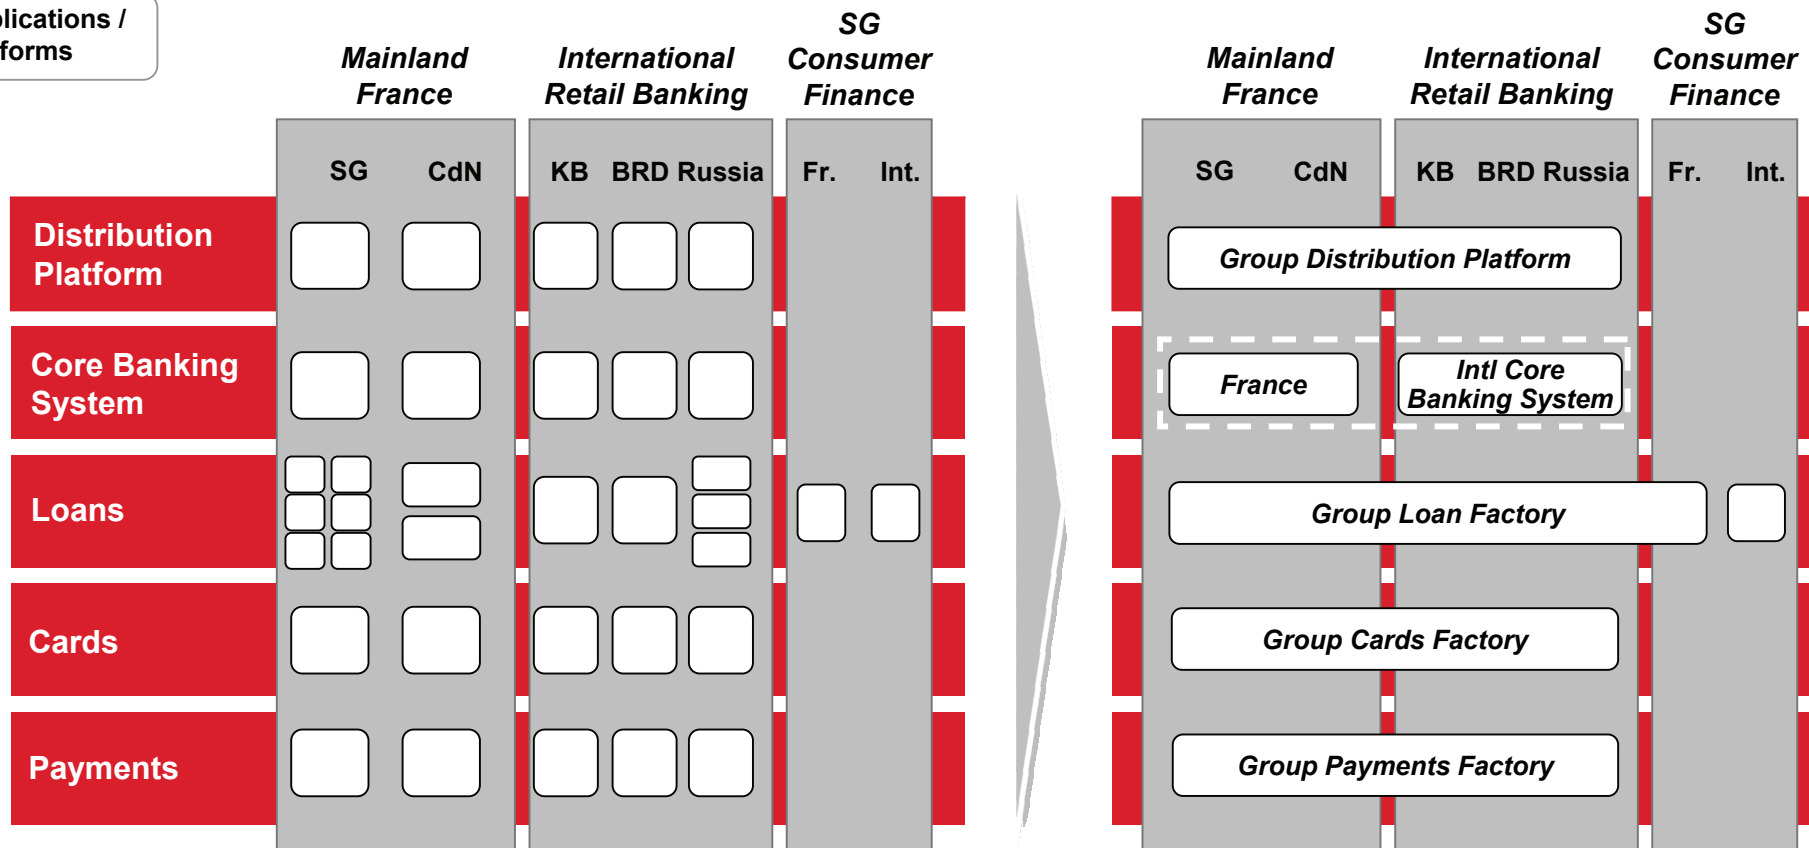 forms
Mainland
France
International
Retail Banking
SG
Consumer
Finance
Mainland
France
International
Retail Banking
SG
Consumer
Finance
SG CdN KB BRD Russia Fr. Int.
SG CdN KB BRD Russia Fr. Int.
Distribution
Platform
Group Distribution Platform
Core Banking
System
France
Intl Core
Banking System
Loans
Group Loan Factory
Cards
Group Cards Factory
Payments
Group Payments Factory